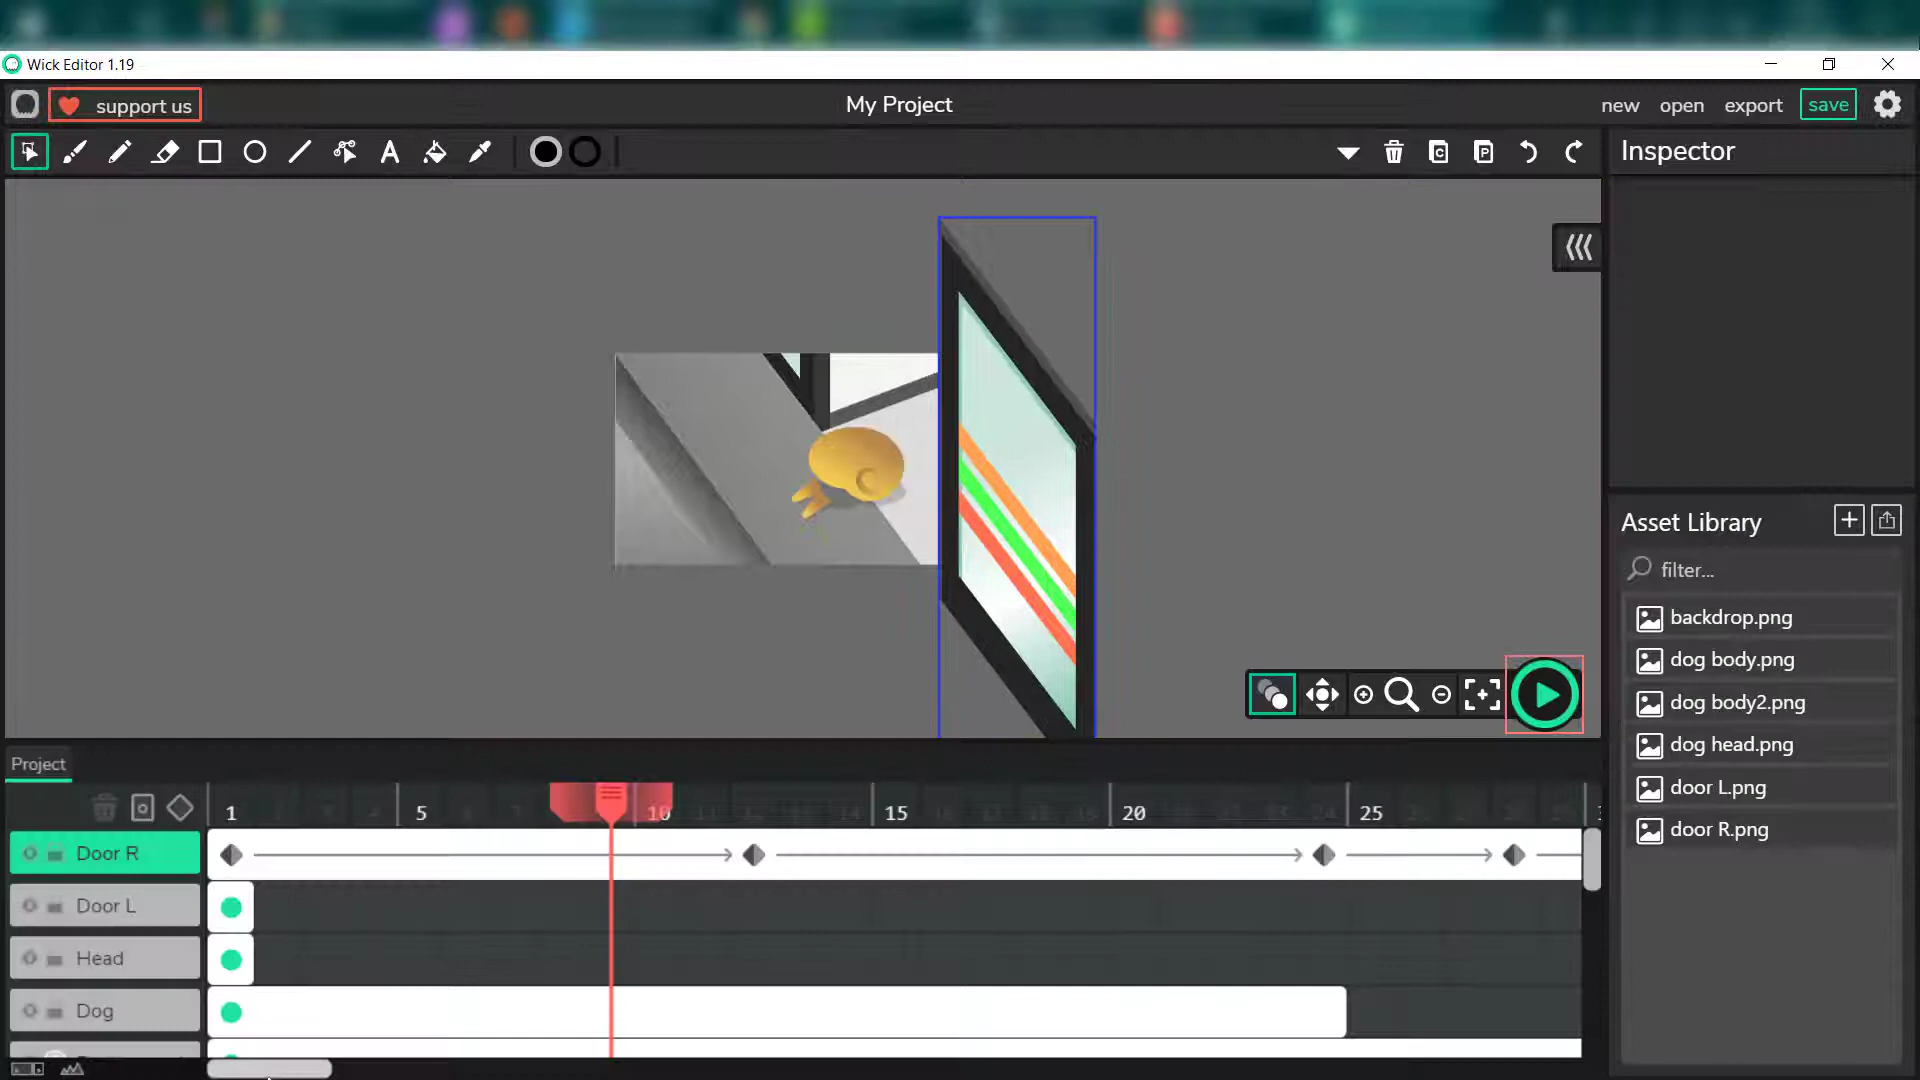 Wick Editor 1.19
support us
My Project
new open export save
Inspector
Asset Library
filter...
backdrop.png
dog body.png
dog body2.png
dog head.png
door L.png
door R.png
Project
1 5 10 15 20 25
Door R
Door L
Head
Dog